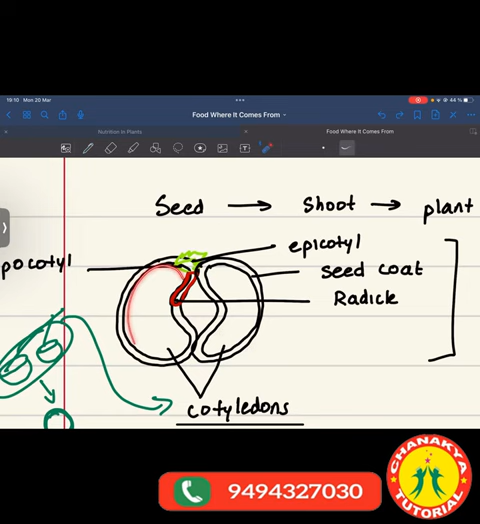 19:10 Mon 20 Mar
44 %
Food Where It Comes From
Nutrition in Plants
Food Where It Comes From
Seed → Shoot → plant
epicotyl
pocotyl
seed coat
Radicle
cotyledons
9494327030
CHANAKYA
TUTORIAL